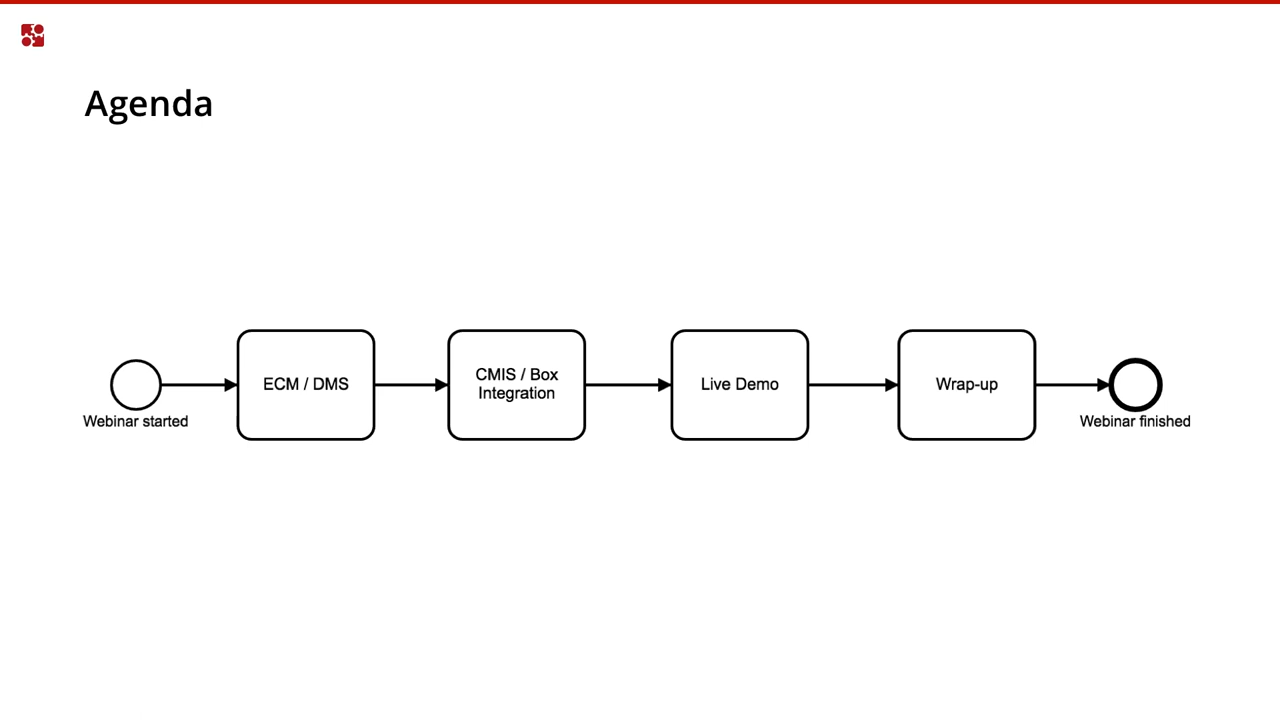 Agenda
Webinar started
ECM / DMS
CMIS / Box
Integration
Live Demo
Wrap-up
Webinar finished